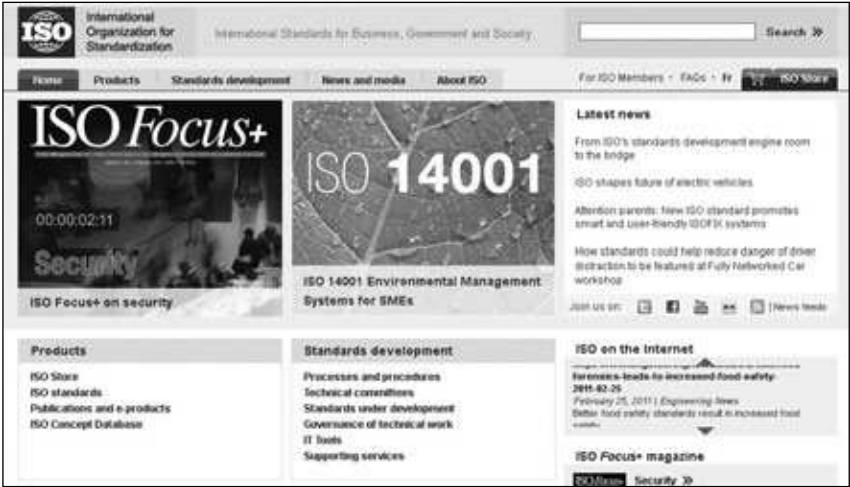 ISO
International
Organization for
Standardization
International Standards for Business, Government and Society
Search »
Home
Products
Standards development
News and media
About ISO
For ISO Members
FAQs
Fr
ISO Store
ISO Focus+
00:00:02:11
Security
ISO Focus+ on security
ISO 14001
ISO 14001 Environmental Management
Systems for SMEs
Latest news
From ISO's standards development engine room
to the bridge
ISO shapes future of electric vehicles
Attention parents: New ISO standard promotes
smart and user-friendly ISOFIX systems
How standards could help reduce danger of driver
distraction to be featured at Fully Networked Car
workshop
Join us on:
| News feeds
Products
ISO Store
ISO standards
Publications and e-products
ISO Concept Database
Standards development
Processes and procedures
Technical committees
Standards under development
Governance of technical work
IT Tools
Supporting services
ISO on the Internet
forensics-leads-to-increased-food-safety-
2011-02-25
February 25, 2011 | Engineering News
Better food safety standards result in increased food
ISO Focus+ magazine
ISO Focus+
Security »